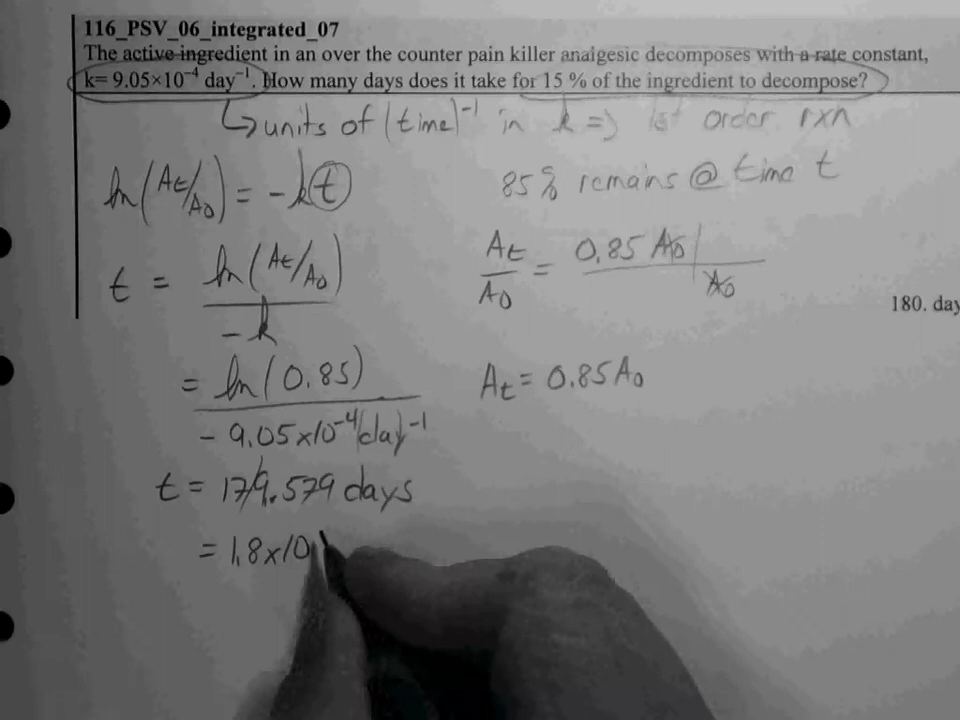 116_PSV_06_integrated_07
The active ingredient in an over the counter pain killer analgesic decomposes with a rate constant,
k= 9.05×10⁻⁴ day⁻¹. How many days does it take for 15 % of the ingredient to decompose?
↳ units of (time)⁻¹ in k => 1st order rxn
ln(At/A0) = -kt
85% remains @ time t
t = ln(At/A0) / -k
At/A0 = 0.85 A0 / A0
180. day
= ln(0.85) / -9.05×10⁻⁴(day)⁻¹
At = 0.85A0
t = 179.579 days
= 1.8×10